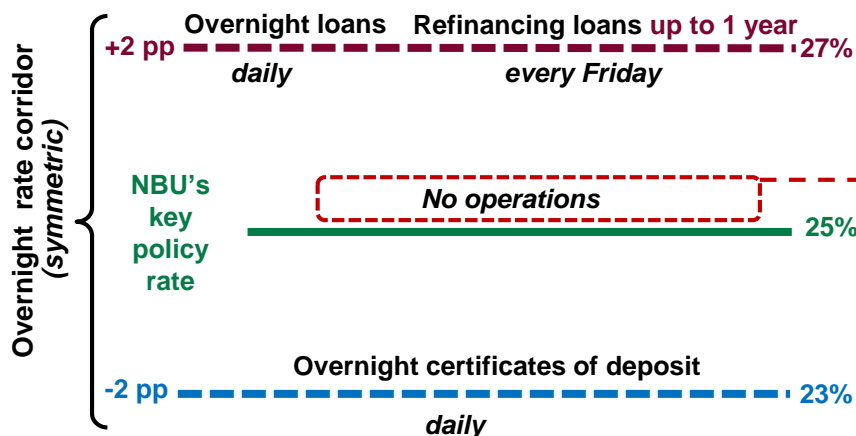 Overnight rate corridor
(symmetric)
Overnight loans
Refinancing loans up to 1 year
+2 pp
27%
daily
every Friday
NBU's
key
policy
rate
No operations
25%
Overnight certificates of deposit
-2 pp
23%
daily